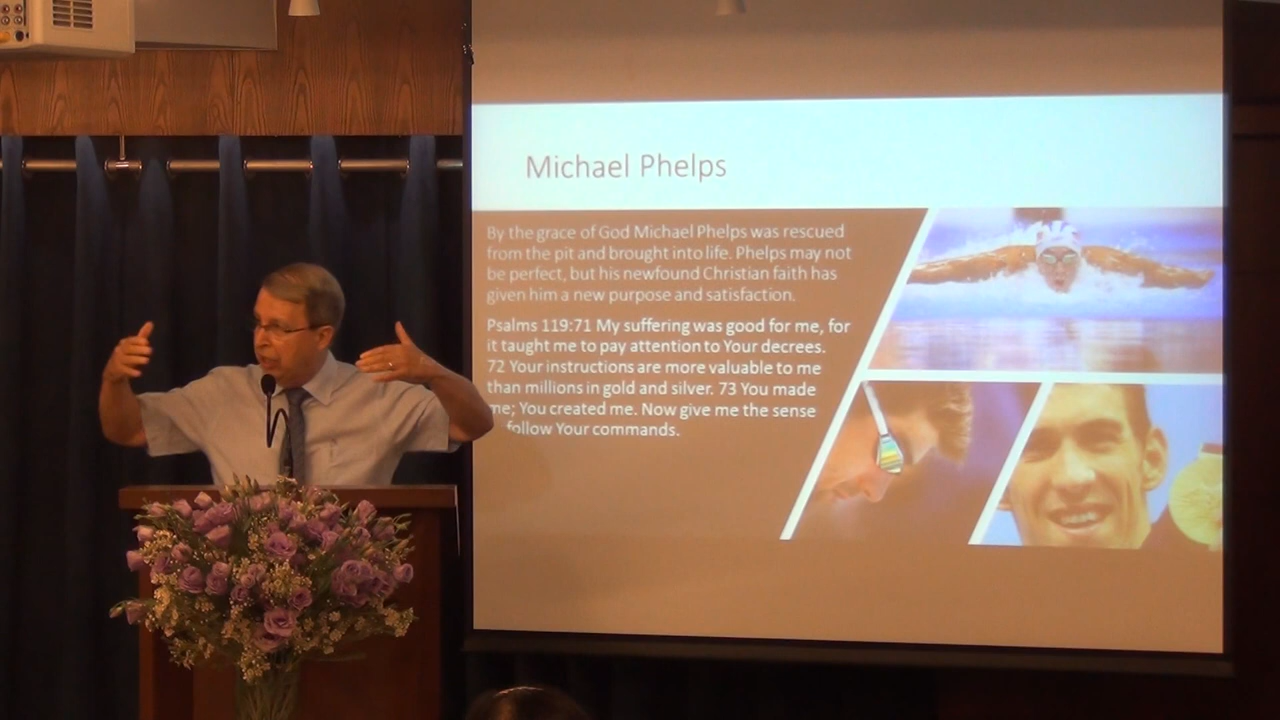 Michael Phelps
By the grace of God Michael Phelps was rescued
from the pit and brought into life. Phelps may not
be perfect, but his newfound Christian faith has
given him a new purpose and satisfaction.
Psalms 119:71 My suffering was good for me, for
it taught me to pay attention to Your decrees.
72 Your instructions are more valuable to me
than millions in gold and silver. 73 You made
me; You created me. Now give me the sense
follow Your commands.